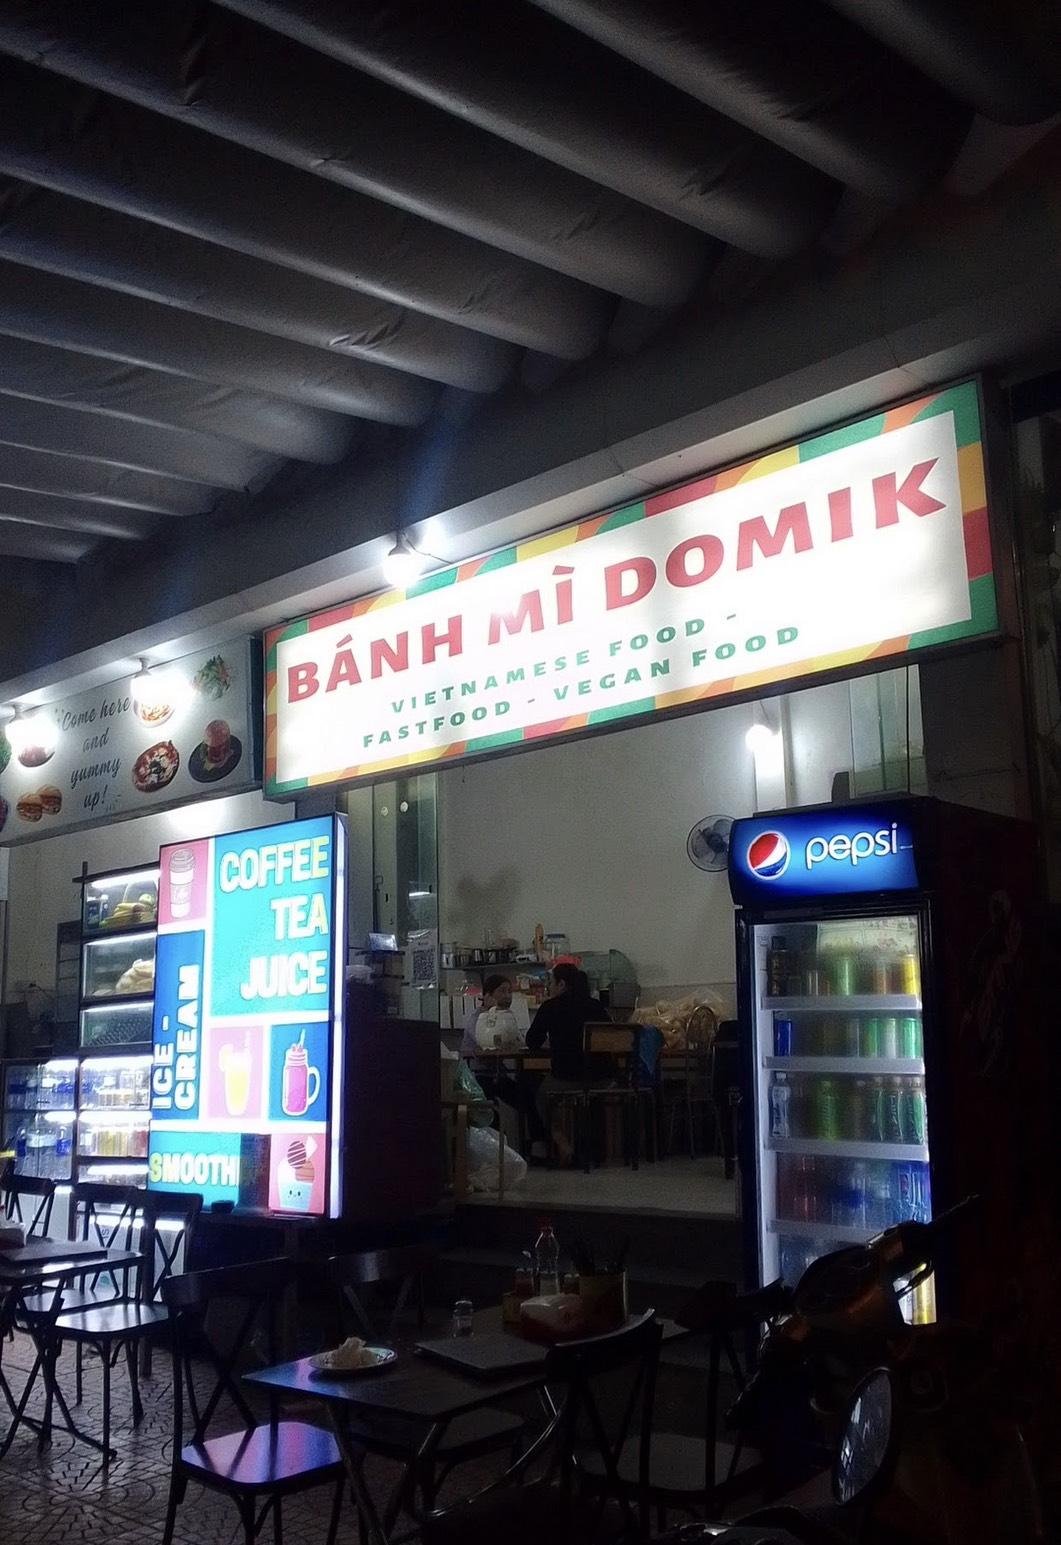 BÁNH MÌ DOMIK
VIETNAMESE FOOD -
FASTFOOD - VEGAN FOOD
Come here
and
yummy
up!
COFFEE
TEA
JUICE
ICE -
CREAM
SMOOTH
pepsi